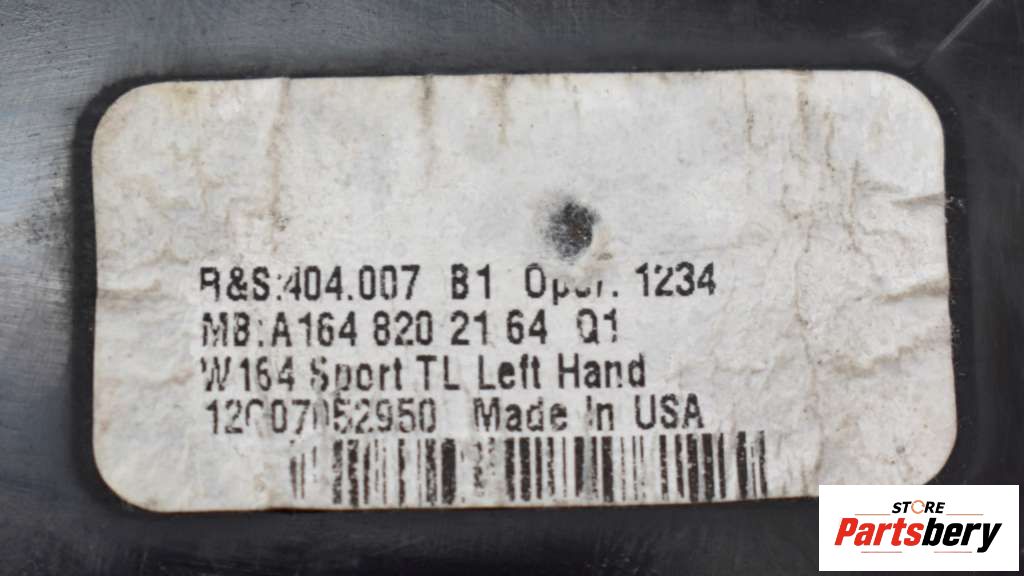 R&S:404.007 B1 Oper. 1234
MB:A164 820 21 64 Q1
W164 Sport TL Left Hand
Made In USA
STORE
Partsbery